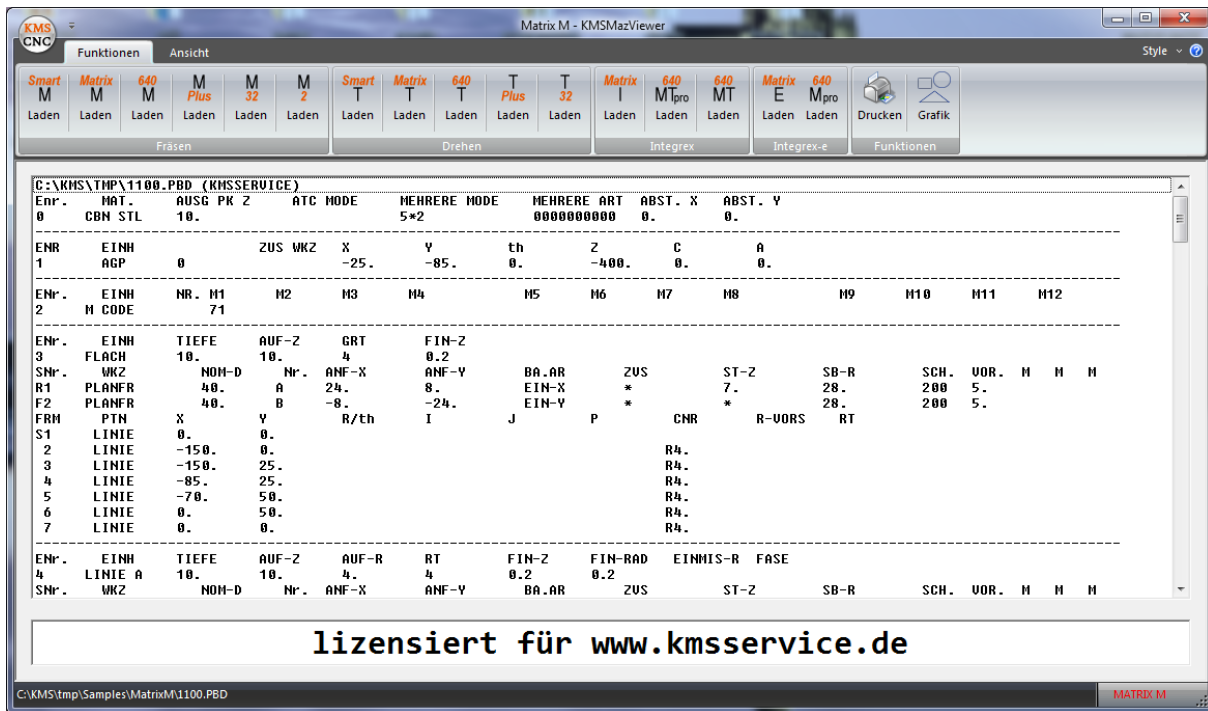 Matrix M - KMSMazViewer
KMS CNC
Funktionen Ansicht Style
Smart M Laden Matrix M Laden 640 M Laden M Plus Laden M 32 Laden M 2 Laden Smart T Laden Matrix T Laden 640 T Laden T Plus Laden T 32 Laden Matrix I Laden 640 MTpro Laden 640 MT Laden Matrix E Laden 640 Mpro Laden Drucken Grafik
Fräsen Drehen Integrex Integrex-e Funktionen
C:\KMS\TMP\1100.PBD (KMSSERVICE)
Enr. MAT. AUSG PK Z ATC MODE MEHRERE MODE MEHRERE ART ABST. X ABST. Y
0 CBN STL 10. 5*2 0000000000 0. 0.
ENR EINH ZUS WKZ X Y th Z C A
1 AGP 0 -25. -85. 0. -400. 0. 0.
ENr. EINH NR. M1 M2 M3 M4 M5 M6 M7 M8 M9 M10 M11 M12
2 M CODE 71
ENr. EINH TIEFE AUF-Z GRT FIN-Z
3 FLACH 10. 10. 4 0.2
SNr. WKZ NOM-D Nr. ANF-X ANF-Y BA.AR ZVS ST-Z SB-R SCH. VOR. M M M
R1 PLANFR 40. A 24. 8. EIN-X * 7. 28. 200 5.
F2 PLANFR 40. B -8. -24. EIN-Y * * 28. 200 5.
FRM PTN X Y R/th I J P CNR R-VORS RT
S1 LINIE 0. 0.
2 LINIE -150. 0. R4.
3 LINIE -150. 25. R4.
4 LINIE -85. 25. R4.
5 LINIE -70. 50. R4.
6 LINIE 0. 50. R4.
7 LINIE 0. 0. R4.
ENr. EINH TIEFE AUF-Z AUF-R RT FIN-Z FIN-RAD EINMIS-R FASE
4 LINIE A 10. 10. 4. 4 0.2 0.2
SNr. WKZ NOM-D Nr. ANF-X ANF-Y BA.AR ZUS ST-Z SB-R SCH. VOR. M M M
lizensiert für www.kmsservice.de
C:\KMS\tmp\Samples\MatrixM\1100.PBD MATRIX M